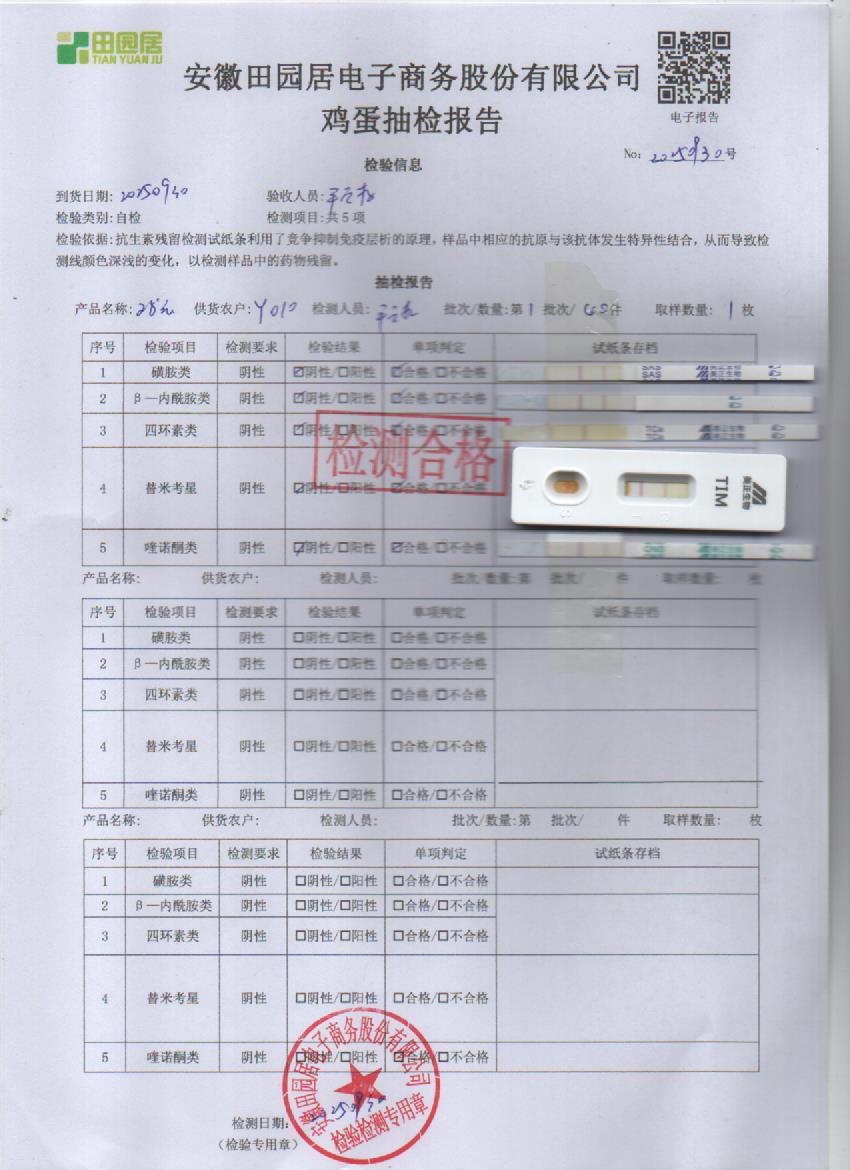 田园居
TIAN YUAN JU
安徽田园居电子商务股份有限公司
鸡蛋抽检报告
电子报告
No: 20250930号
检验信息
到货日期: 20250930 验收人员:
检验类别:自检 检测项目:共5项
检验依据:抗生素残留检测试纸条利用了竞争抑制免疫层析的原理,样品中相应的抗原与该抗体发生特异性结合,从而导致检
测线颜色深浅的变化,以检测样品中的药物残留。
抽检报告
产品名称: 供货农户:Y010 检测人员: 批次/数量:第1 批次/ 件 取样数量: 1 枚
序号 检验项目 检测要求 检验结果 单项判定 试纸条存档
1 磺胺类 阴性 ☑阴性/☐阳性 ☑合格/☐不合格
SAS 美正生物
SAS 美正生物
2 β—内酰胺类 阴性 ☑阴性/☐阳性 ☑合格/☐不合格
3 四环素类 阴性 ☑阴性/☐阳性 ☑合格/☐不合格
检测合格
4 替米考星 阴性 ☑阴性/☐阳性 ☑合格/☐不合格
S T C TIM 美正生物
5 喹诺酮类 阴性 ☑阴性/☐阳性 ☑合格/☐不合格
产品名称: 供货农户: 检测人员: 批次/数量:第 批次/ 件 取样数量: 枚
序号 检验项目 检测要求 检验结果 单项判定 试纸条存档
1 磺胺类 阴性 ☐阴性/☐阳性 ☐合格/☐不合格
2 β—内酰胺类 阴性 ☐阴性/☐阳性 ☐合格/☐不合格
3 四环素类 阴性 ☐阴性/☐阳性 ☐合格/☐不合格
4 替米考星 阴性 ☐阴性/☐阳性 ☐合格/☐不合格
5 喹诺酮类 阴性 ☐阴性/☐阳性 ☐合格/☐不合格
产品名称: 供货农户: 检测人员: 批次/数量:第 批次/ 件 取样数量: 枚
序号 检验项目 检测要求 检验结果 单项判定 试纸条存档
1 磺胺类 阴性 ☐阴性/☐阳性 ☐合格/☐不合格
2 β—内酰胺类 阴性 ☐阴性/☐阳性 ☐合格/☐不合格
3 四环素类 阴性 ☐阴性/☐阳性 ☐合格/☐不合格
4 替米考星 阴性 ☐阴性/☐阳性 ☐合格/☐不合格
5 喹诺酮类 阴性 ☐阴性/☐阳性 ☐合格/☐不合格
安徽田园居电子商务股份有限公司
检验检测专用章
检测日期: 20250930
(检验专用章)